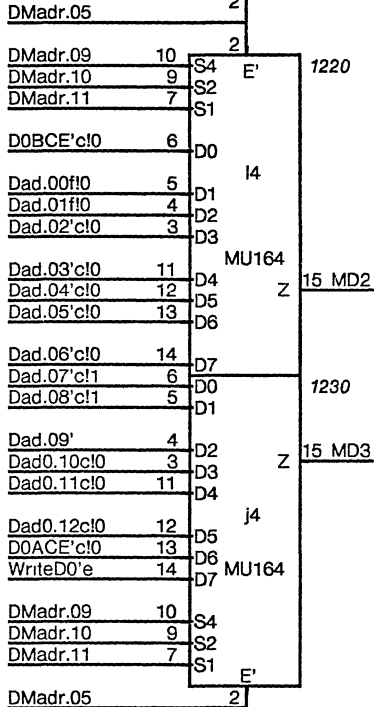 DMadr.05 2
2
DMadr.09 10 S4 E' 1220
DMadr.10 9 S2
DMadr.11 7 S1
D0BCE'c!0 6 D0
I4
Dad.00f!0 5 D1
Dad.01f!0 4 D2
Dad.02'c!0 3 D3
MU164
Dad.03'c!0 11 D4
Dad.04'c!0 12 D5 Z 15 MD2
Dad.05'c!0 13 D6
Dad.06'c!0 14 D7
Dad.07'c!1 6 D0 1230
Dad.08'c!1 5 D1
Dad.09' 4 D2
Dad0.10c!0 3 D3 Z 15 MD3
Dad0.11c!0 11 D4
j4
Dad0.12c!0 12 D5
D0ACE'c!0 13 D6
WriteD0'e 14 D7 MU164
DMadr.09 10 S4
DMadr.10 9 S2
DMadr.11 7 S1
E'
DMadr.05 2